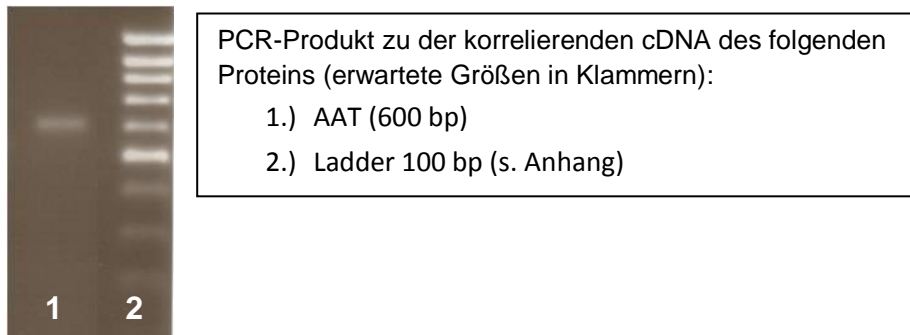 PCR-Produkt zu der korrelierenden cDNA des folgenden
Proteins (erwartete Größen in Klammern):
1.) AAT (600 bp)
2.) Ladder 100 bp (s. Anhang)
1 2